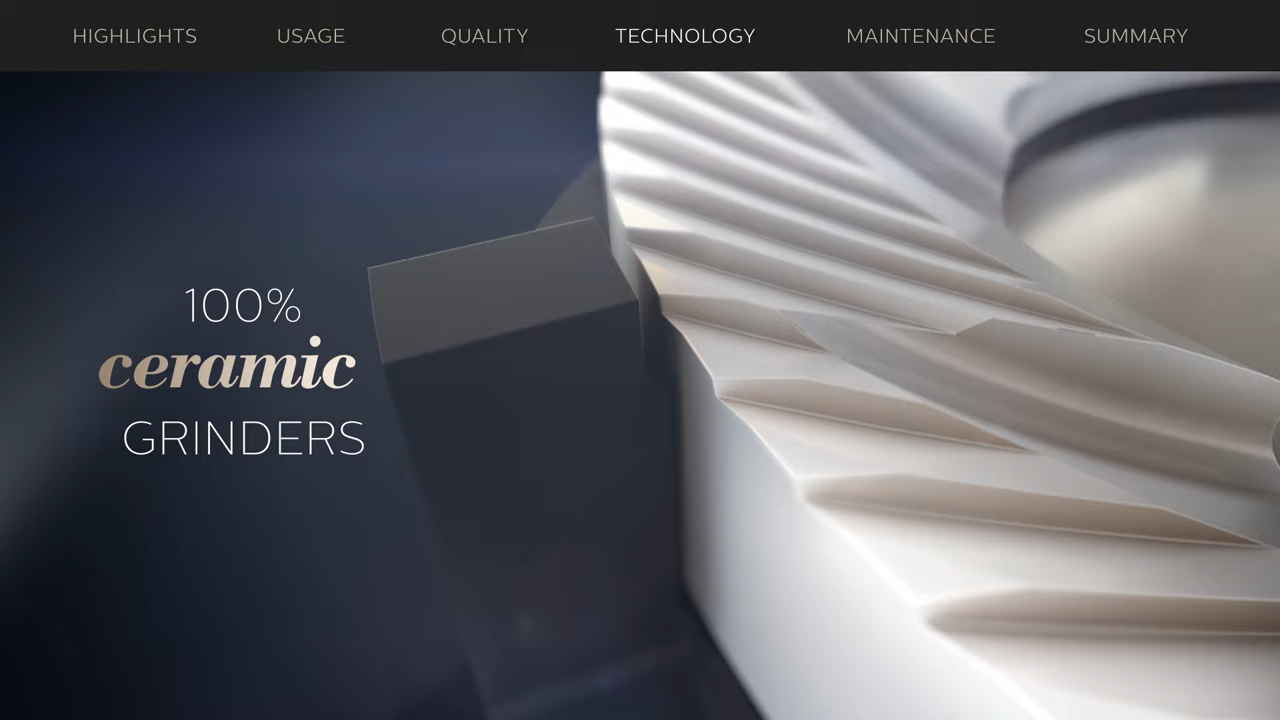 HIGHLIGHTS USAGE QUALITY TECHNOLOGY MAINTENANCE SUMMARY
100%
ceramic
GRINDERS